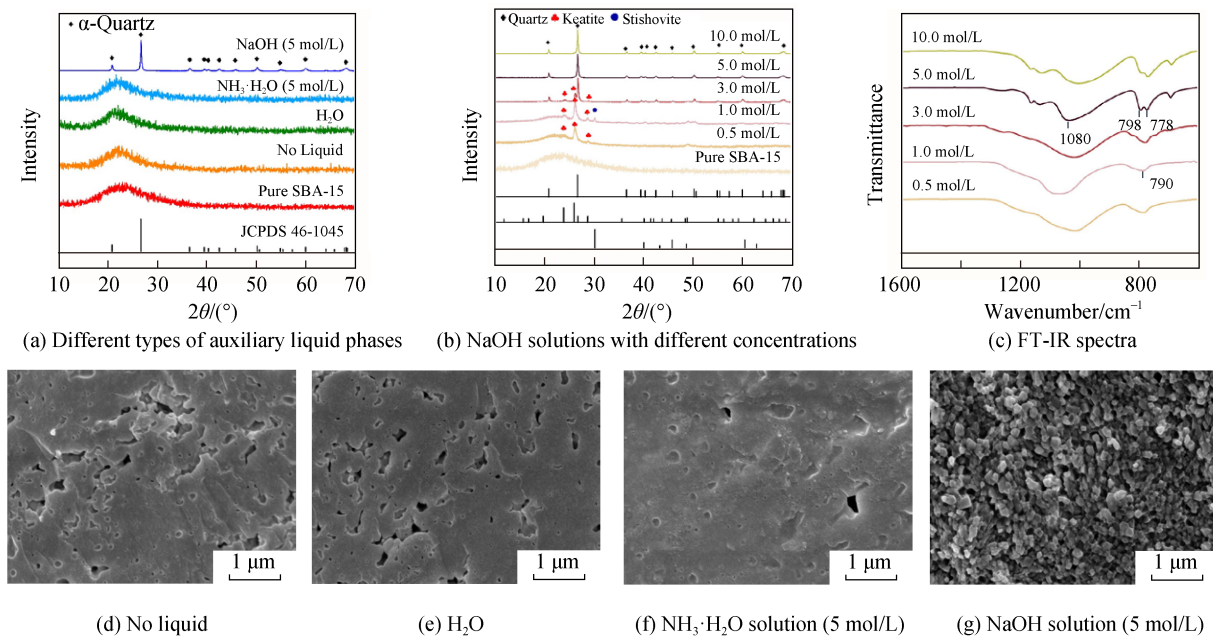 α-Quartz
NaOH (5 mol/L)
NH₃·H₂O (5 mol/L)
H₂O
No Liquid
Pure SBA-15
JCPDS 46-1045
Intensity
10 20 30 40 50 60 70
2θ/(°)
(a) Different types of auxiliary liquid phases
Quartz Keatite Stishovite
10.0 mol/L
5.0 mol/L
3.0 mol/L
1.0 mol/L
0.5 mol/L
Pure SBA-15
Intensity
10 20 30 40 50 60 70
2θ/(°)
(b) NaOH solutions with different concentrations
10.0 mol/L
5.0 mol/L
3.0 mol/L
1080
798
778
1.0 mol/L
790
0.5 mol/L
Transmittance
1600 1200 800
Wavenumber/cm⁻¹
(c) FT-IR spectra
1 μm
1 μm
1 μm
1 μm
(d) No liquid
(e) H₂O
(f) NH₃·H₂O solution (5 mol/L)
(g) NaOH solution (5 mol/L)